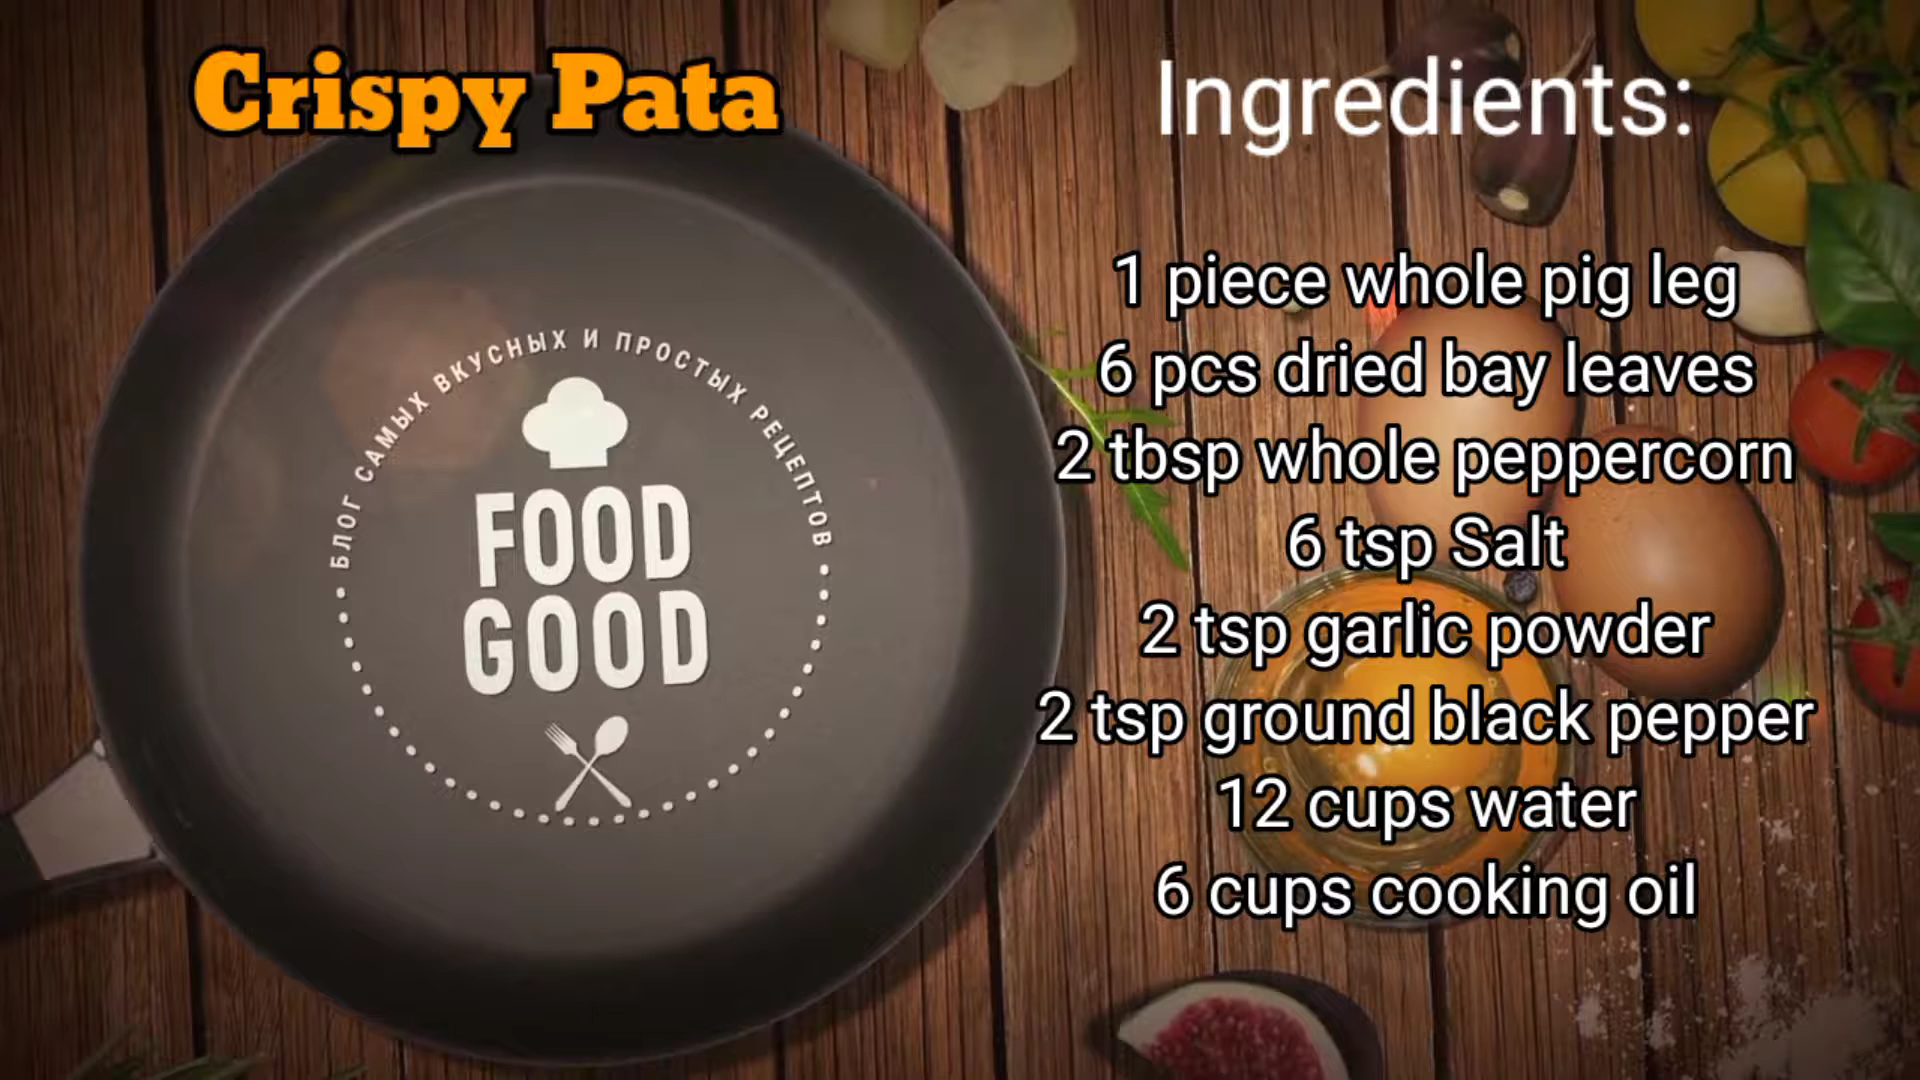 Crispy Pata
БЛОГ САМЫХ ВКУСНЫХ И ПРОСТЫХ РЕЦЕПТОВ
FOOD
GOOD
Ingredients:
1 piece whole pig leg
6 pcs dried bay leaves
2 tbsp whole peppercorn
6 tsp Salt
2 tsp garlic powder
2 tsp ground black pepper
12 cups water
6 cups cooking oil